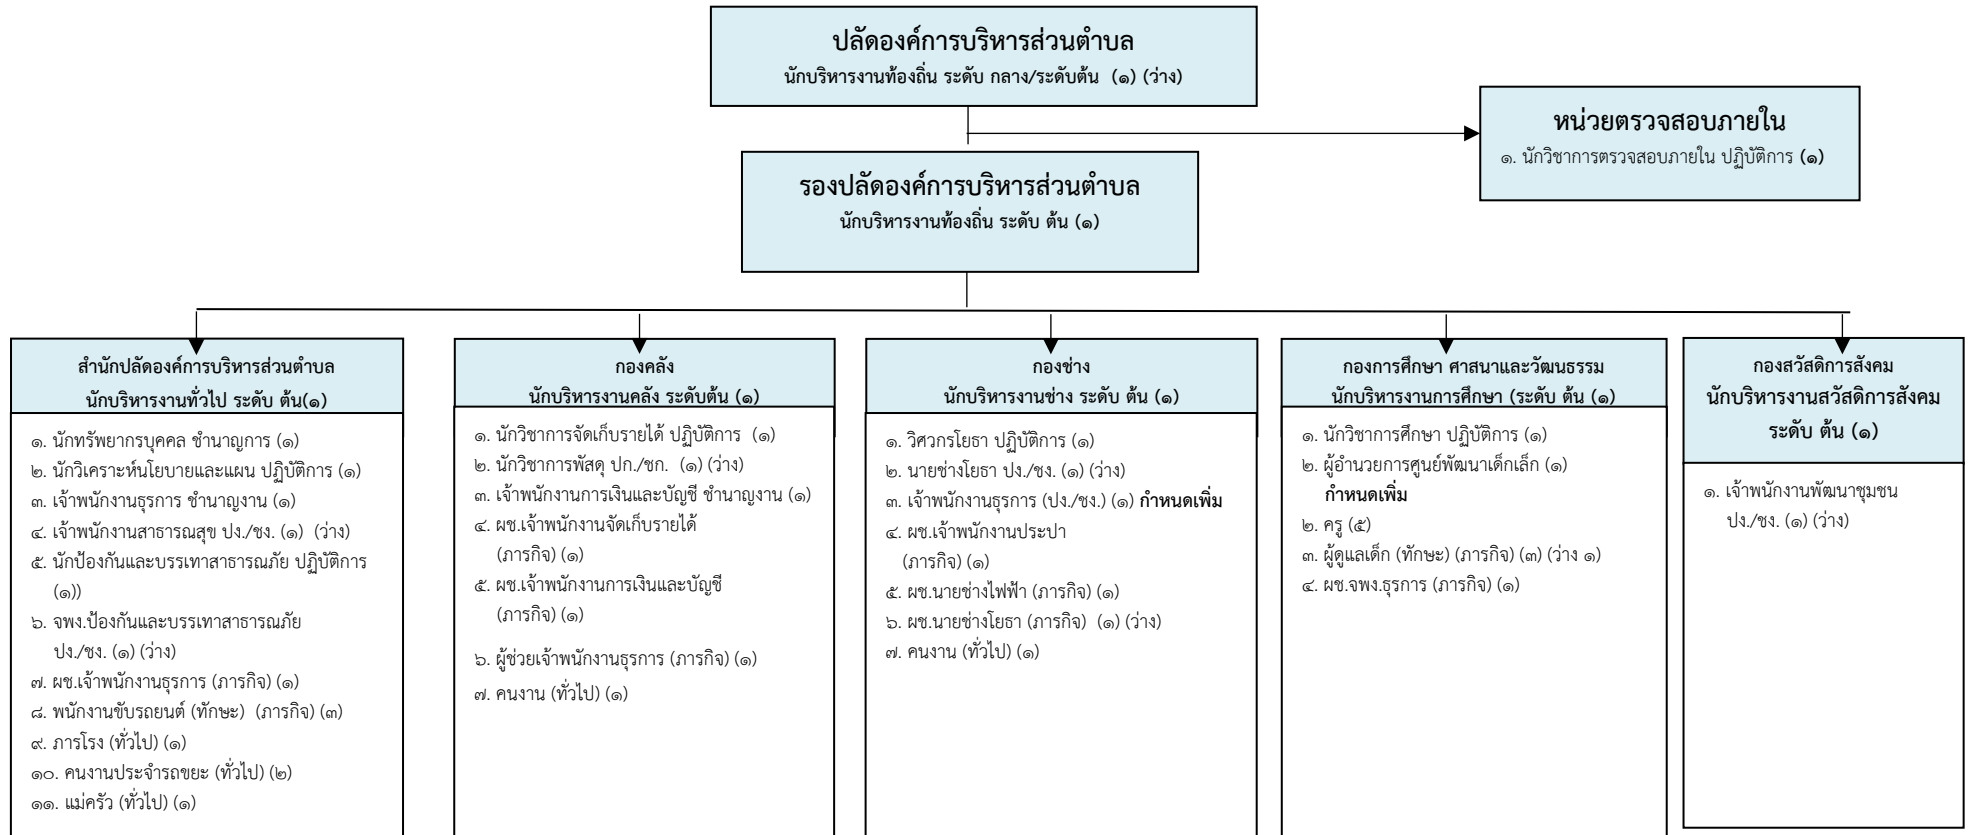 ปลัดองค์การบริหารส่วนตำบล
นักบริหารงานท้องถิ่น ระดับ กลาง/ระดับต้น (๑) (ว่าง)
หน่วยตรวจสอบภายใน
๑. นักวิชาการตรวจสอบภายใน ปฏิบัติการ (๑)
รองปลัดองค์การบริหารส่วนตำบล
นักบริหารงานท้องถิ่น ระดับ ต้น (๑)
สำนักปลัดองค์การบริหารส่วนตำบล
นักบริหารงานทั่วไป ระดับ ต้น(๑)
๑. นักทรัพยากรบุคคล ชำนาญการ (๑)
๒. นักวิเคราะห์นโยบายและแผน ปฏิบัติการ (๑)
๓. เจ้าพนักงานธุรการ ชำนาญงาน (๑)
๔. เจ้าพนักงานสาธารณสุข ปง./ชง. (๑) (ว่าง)
๕. นักป้องกันและบรรเทาสาธารณภัย ปฏิบัติการ
(๑))
๖. จพง.ป้องกันและบรรเทาสาธารณภัย
ปง./ชง. (๑) (ว่าง)
๗. ผช.เจ้าพนักงานธุรการ (ภารกิจ) (๑)
๘. พนักงานขับรถยนต์ (ทักษะ) (ภารกิจ) (๓)
๙. ภารโรง (ทั่วไป) (๑)
๑๐. คนงานประจำรถขยะ (ทั่วไป) (๒)
๑๑. แม่ครัว (ทั่วไป) (๑)
กองคลัง
นักบริหารงานคลัง ระดับต้น (๑)
๑. นักวิชาการจัดเก็บรายได้ ปฏิบัติการ (๑)
๒. นักวิชาการพัสดุ ปก./ชก. (๑) (ว่าง)
๓. เจ้าพนักงานการเงินและบัญชี ชำนาญงาน (๑)
๔. ผช.เจ้าพนักงานจัดเก็บรายได้
(ภารกิจ) (๑)
๕. ผช.เจ้าพนักงานการเงินและบัญชี
(ภารกิจ) (๑)
๖. ผู้ช่วยเจ้าพนักงานธุรการ (ภารกิจ) (๑)
๗. คนงาน (ทั่วไป) (๑)
กองช่าง
นักบริหารงานช่าง ระดับ ต้น (๑)
๑. วิศวกรโยธา ปฏิบัติการ (๑)
๒. นายช่างโยธา ปง./ชง. (๑) (ว่าง)
๓. เจ้าพนักงานธุรการ (ปง./ชง.) (๑) กำหนดเพิ่ม
๔. ผช.เจ้าพนักงานประปา
(ภารกิจ) (๑)
๕. ผช.นายช่างไฟฟ้า (ภารกิจ) (๑)
๖. ผช.นายช่างโยธา (ภารกิจ) (๑) (ว่าง)
๗. คนงาน (ทั่วไป) (๑)
กองการศึกษา ศาสนาและวัฒนธรรม
นักบริหารงานการศึกษา (ระดับ ต้น (๑)
๑. นักวิชาการศึกษา ปฏิบัติการ (๑)
๒. ผู้อำนวยการศูนย์พัฒนาเด็กเล็ก (๑)
กำหนดเพิ่ม
๒. ครู (๕)
๓. ผู้ดูแลเด็ก (ทักษะ) (ภารกิจ) (๓) (ว่าง ๑)
๔. ผช.จพง.ธุรการ (ภารกิจ) (๑)
กองสวัสดิการสังคม
นักบริหารงานสวัสดิการสังคม
ระดับ ต้น (๑)
๑. เจ้าพนักงานพัฒนาชุมชน
ปง./ชง. (๑) (ว่าง)